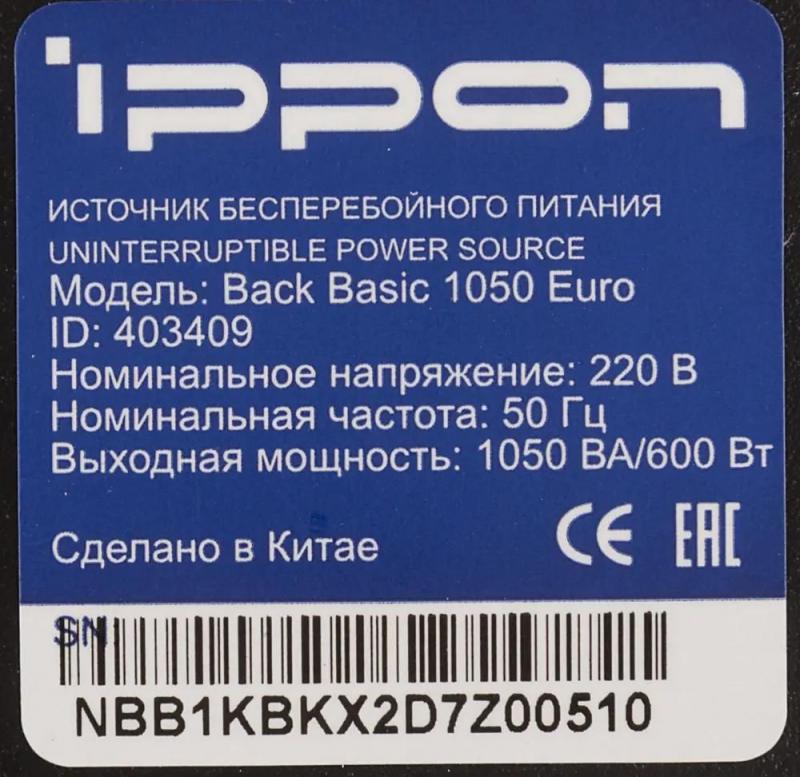 ippon
ИСТОЧНИК БЕСПЕРЕБОЙНОГО ПИТАНИЯ
UNINTERRUPTIBLE POWER SOURCE
Модель: Back Basic 1050 Euro
ID: 403409
Номинальное напряжение: 220 В
Номинальная частота: 50 Гц
Выходная мощность: 1050 ВА/600 Вт
Сделано в Китае CE EAC
SN:
NBB1KBKX2D7Z00510